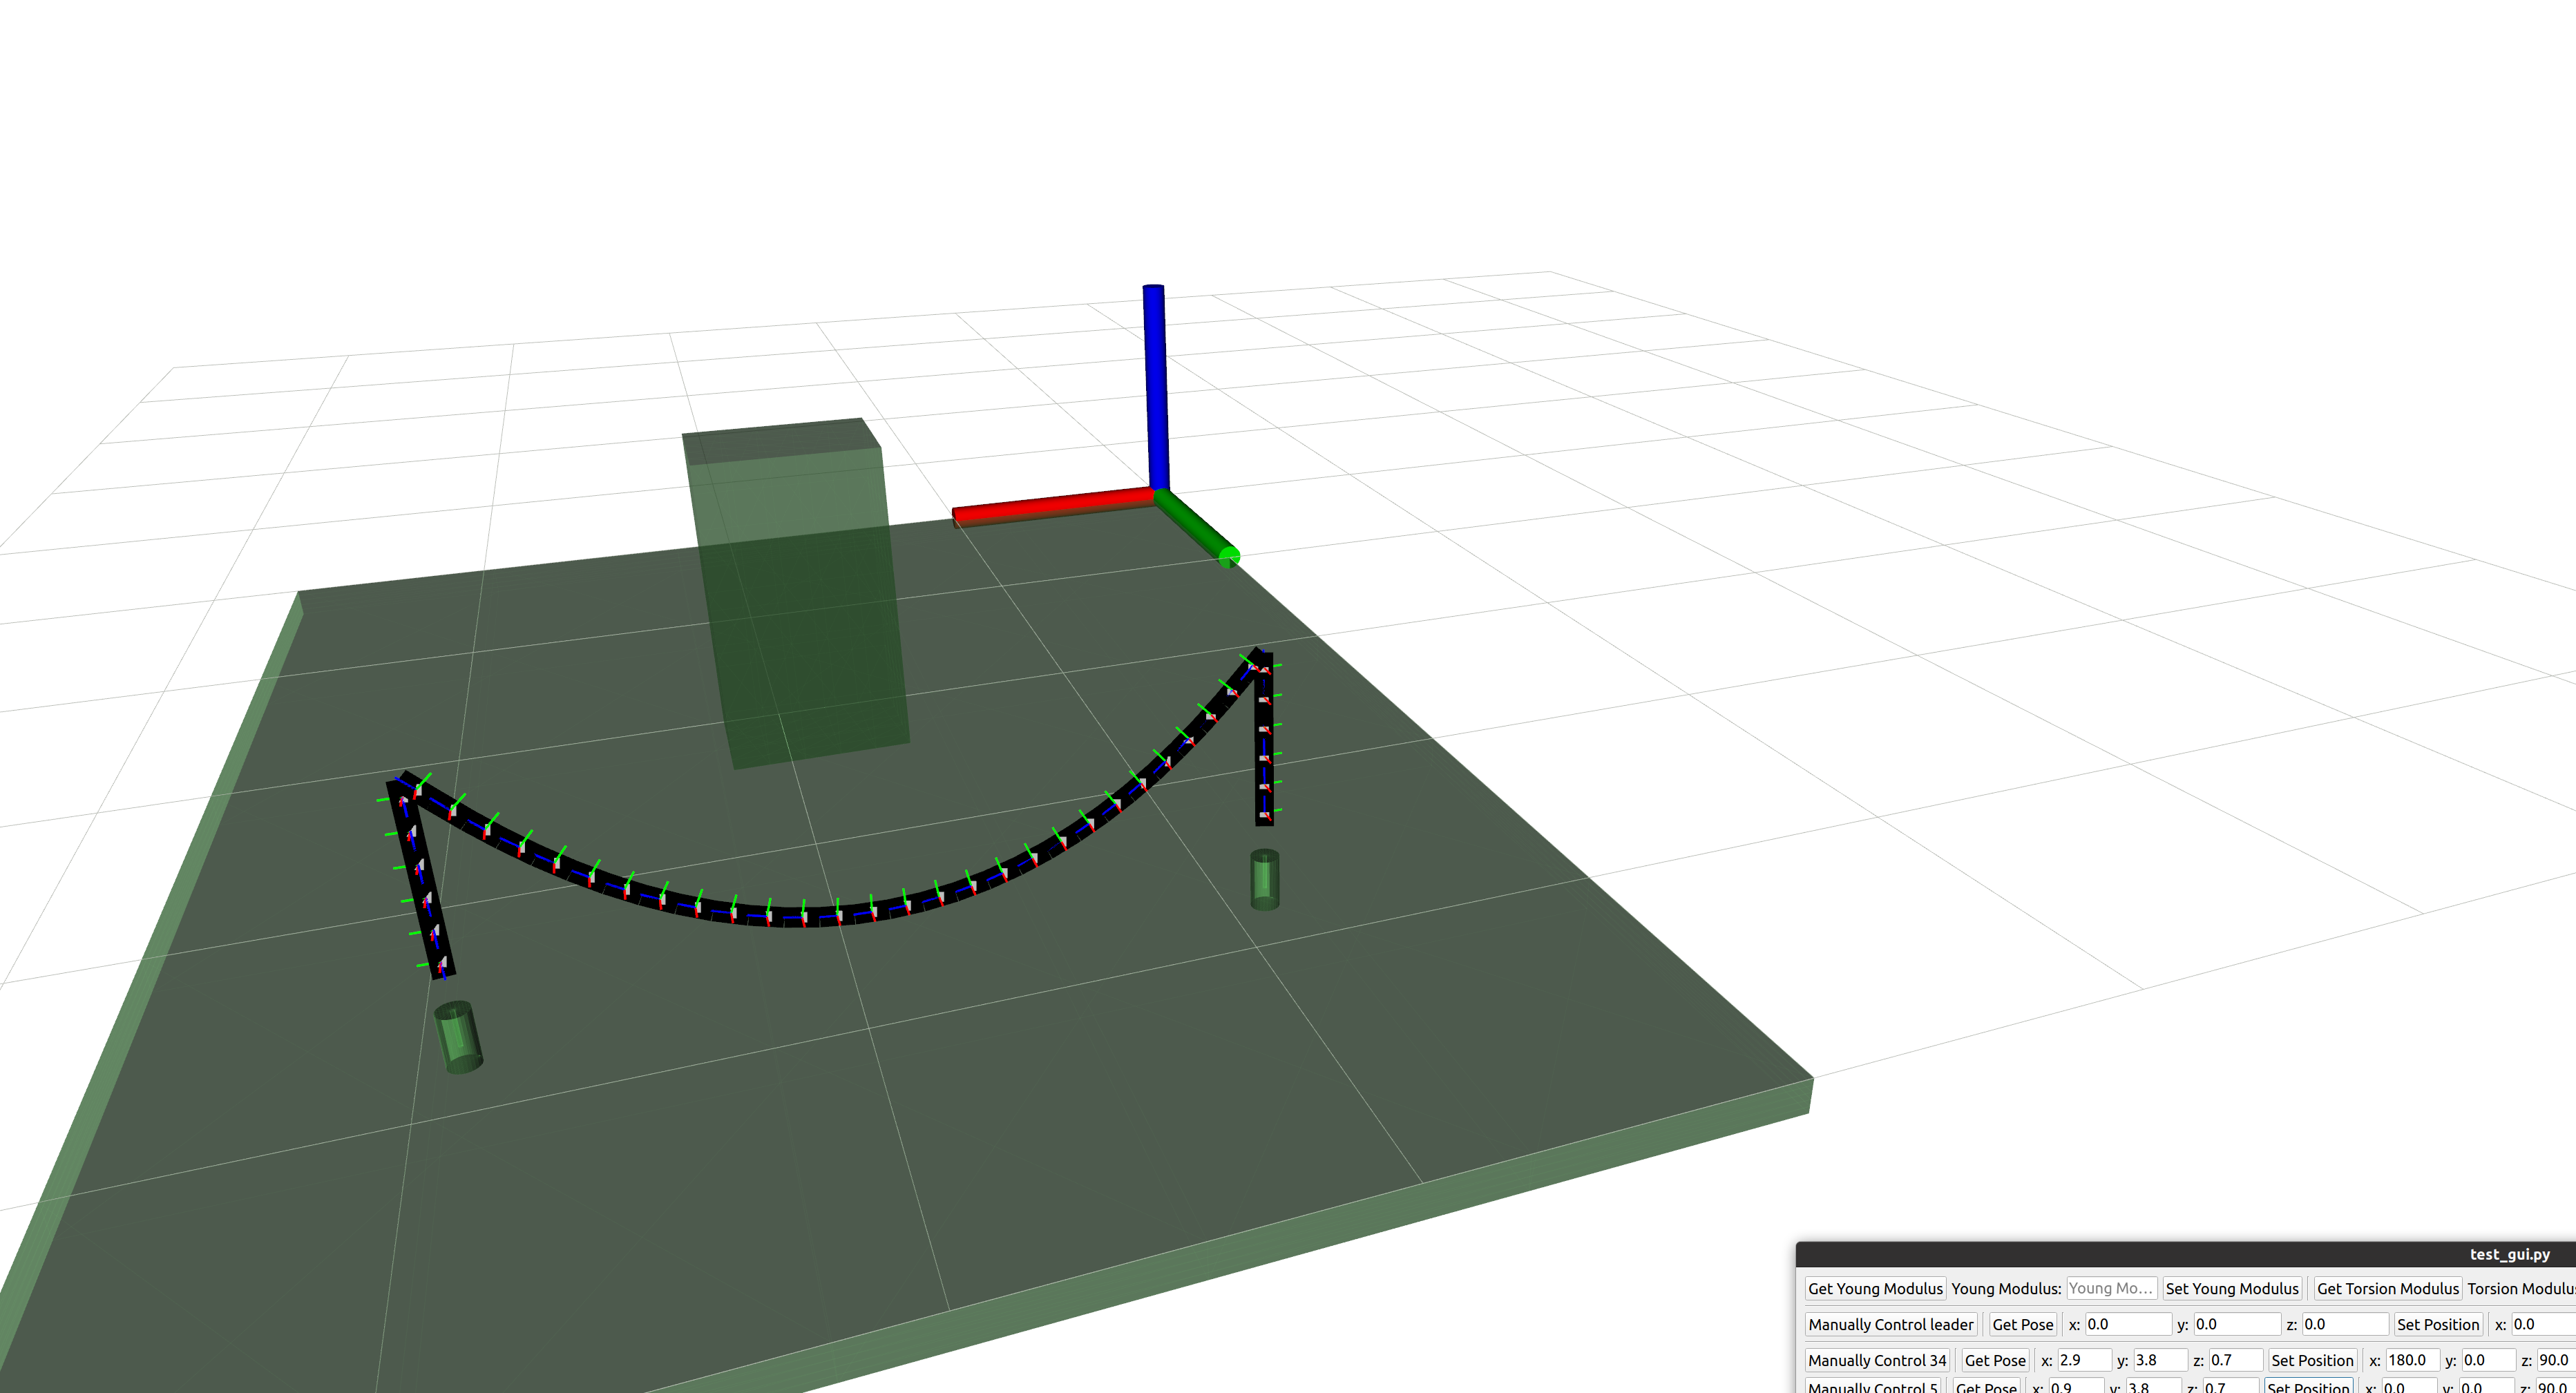 test_gui.py
Get Young Modulus Young Modulus: Young Mo... Set Young Modulus Get Torsion Modulus Torsion Modulu
Manually Control leader Get Pose x: 0.0 y: 0.0 z: 0.0 Set Position x: 0.0
Manually Control 34 Get Pose x: 2.9 y: 3.8 z: 0.7 Set Position x: 180.0 y: 0.0 z: 90.0
Manually Control 5 Get Pose x: 0.9 y: 3.8 z: 0.7 Set Position x: 0.0 y: 0.0 z: 90.0